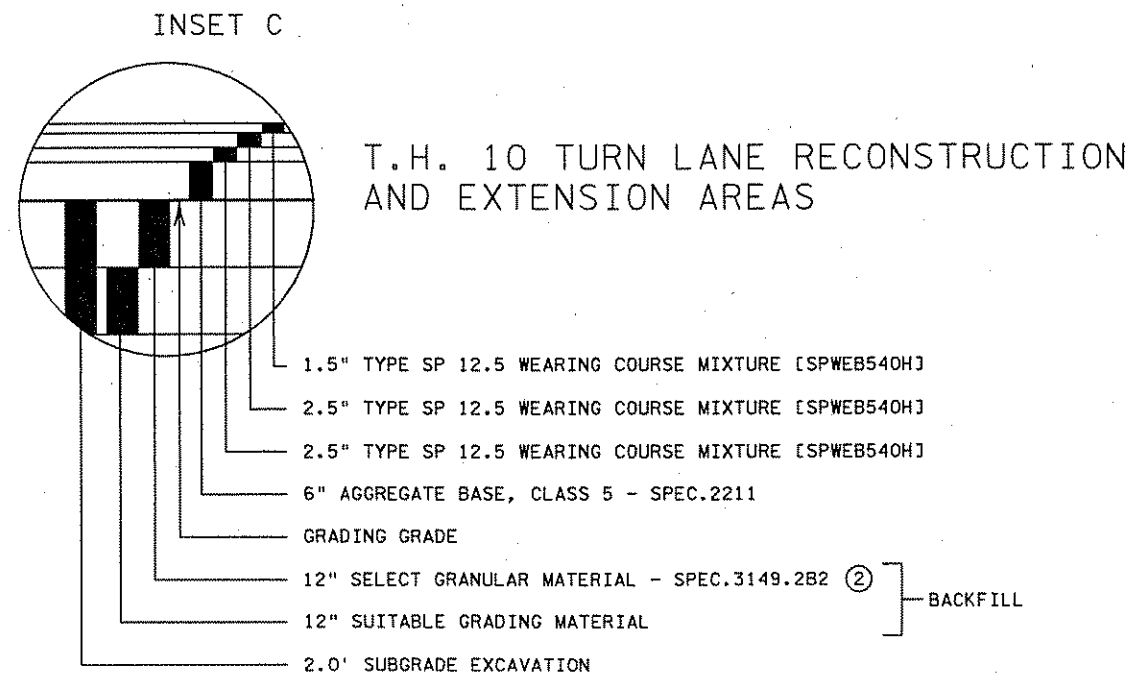 INSET C
T.H. 10 TURN LANE RECONSTRUCTION
AND EXTENSION AREAS
1.5" TYPE SP 12.5 WEARING COURSE MIXTURE [SPWEB540H]
2.5" TYPE SP 12.5 WEARING COURSE MIXTURE [SPWEB540H]
2.5" TYPE SP 12.5 WEARING COURSE MIXTURE [SPWEB540H]
6" AGGREGATE BASE, CLASS 5 - SPEC.2211
GRADING GRADE
12" SELECT GRANULAR MATERIAL - SPEC.3149.2B2 ②
BACKFILL
12" SUITABLE GRADING MATERIAL
2.0' SUBGRADE EXCAVATION